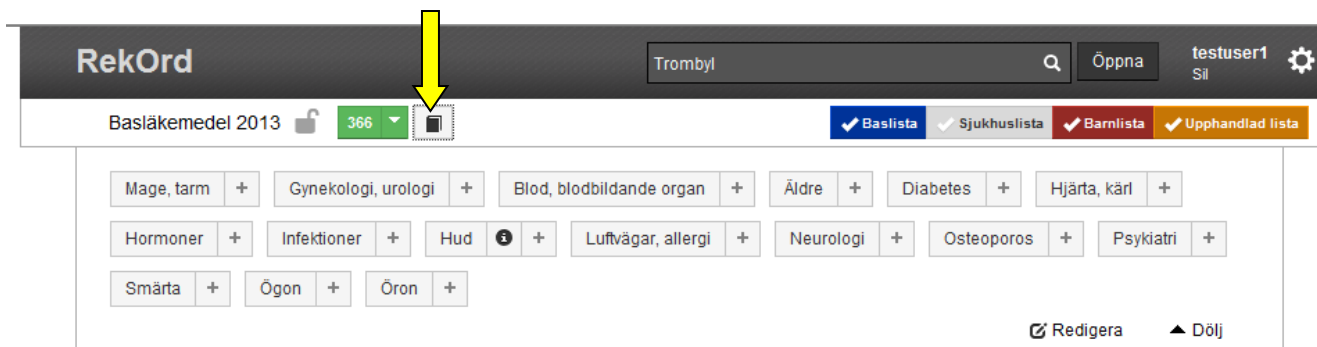 RekOrd Trombyl Öppna testuser1
Sil
Basläkemedel 2013 366 Baslista Sjukhuslista Barnlista Upphandlad lista
Mage, tarm + Gynekologi, urologi + Blod, blodbildande organ + Äldre + Diabetes + Hjärta, kärl +
Hormoner + Infektioner + Hud + Luftvägar, allergi + Neurologi + Osteoporos + Psykiatri +
Smärta + Ögon + Öron +
Redigera Dölj